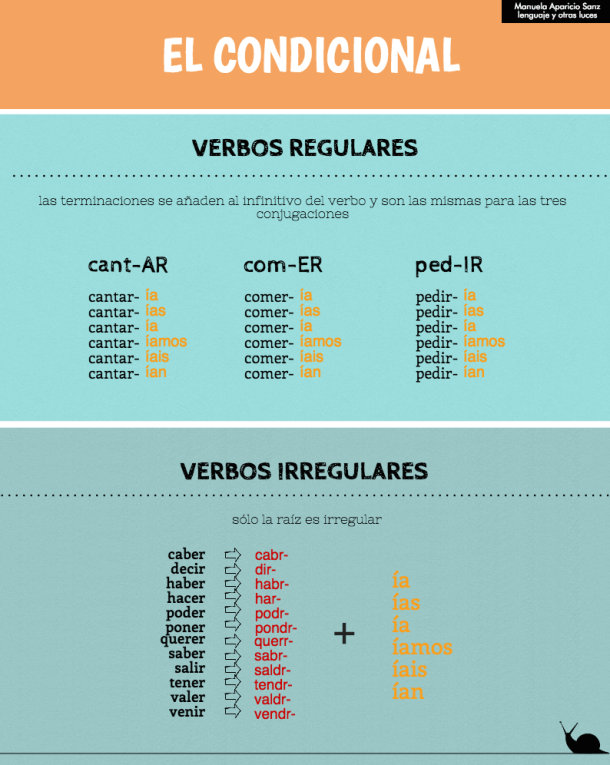 Manuela Aparicio Sanz
lenguaje y otras luces
EL CONDICIONAL
VERBOS REGULARES
las terminaciones se añaden al infinitivo del verbo y son las mismas para las tres
conjugaciones
cant-AR
cantar- ía
cantar- ías
cantar- ía
cantar- íamos
cantar- íais
cantar- ían
com-ER
comer- ía
comer- ías
comer- ía
comer- íamos
comer- íais
comer- ían
ped-IR
pedir- ía
pedir- ías
pedir- ía
pedir- íamos
pedir- íais
pedir- ían
VERBOS IRREGULARES
sólo la raíz es irregular
caber ⇨ cabr-
decir ⇨ dir-
haber ⇨ habr-
hacer ⇨ har-
poder ⇨ podr-
poner ⇨ pondr-
querer ⇨ querr-
saber ⇨ sabr-
salir ⇨ saldr-
tener ⇨ tendr-
valer ⇨ valdr-
venir ⇨ vendr-
+
ía
ías
ía
íamos
íais
ían